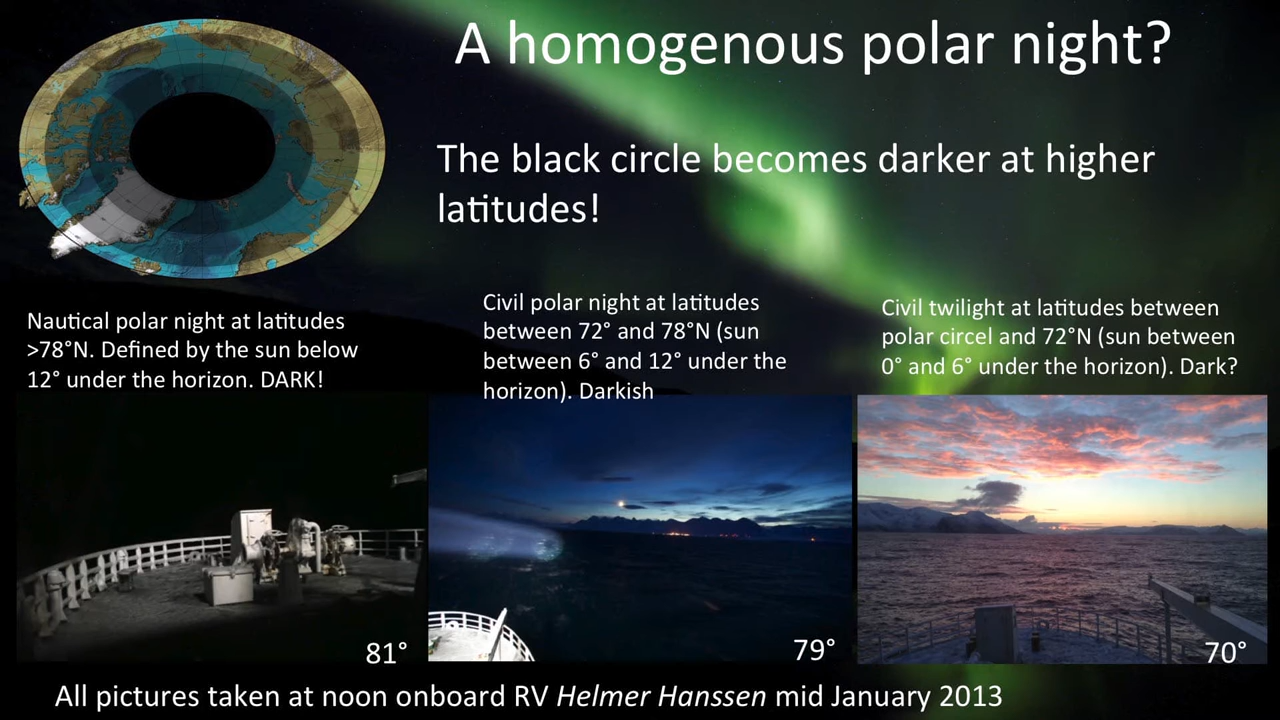 A homogenous polar night?
The black circle becomes darker at higher
latitudes!
Nautical polar night at latitudes
>78°N. Defined by the sun below
12° under the horizon. DARK!
Civil polar night at latitudes
between 72° and 78°N (sun
between 6° and 12° under the
horizon). Darkish
Civil twilight at latitudes between
polar circel and 72°N (sun between
0° and 6° under the horizon). Dark?
81°
79°
70°
All pictures taken at noon onboard RV Helmer Hanssen mid January 2013